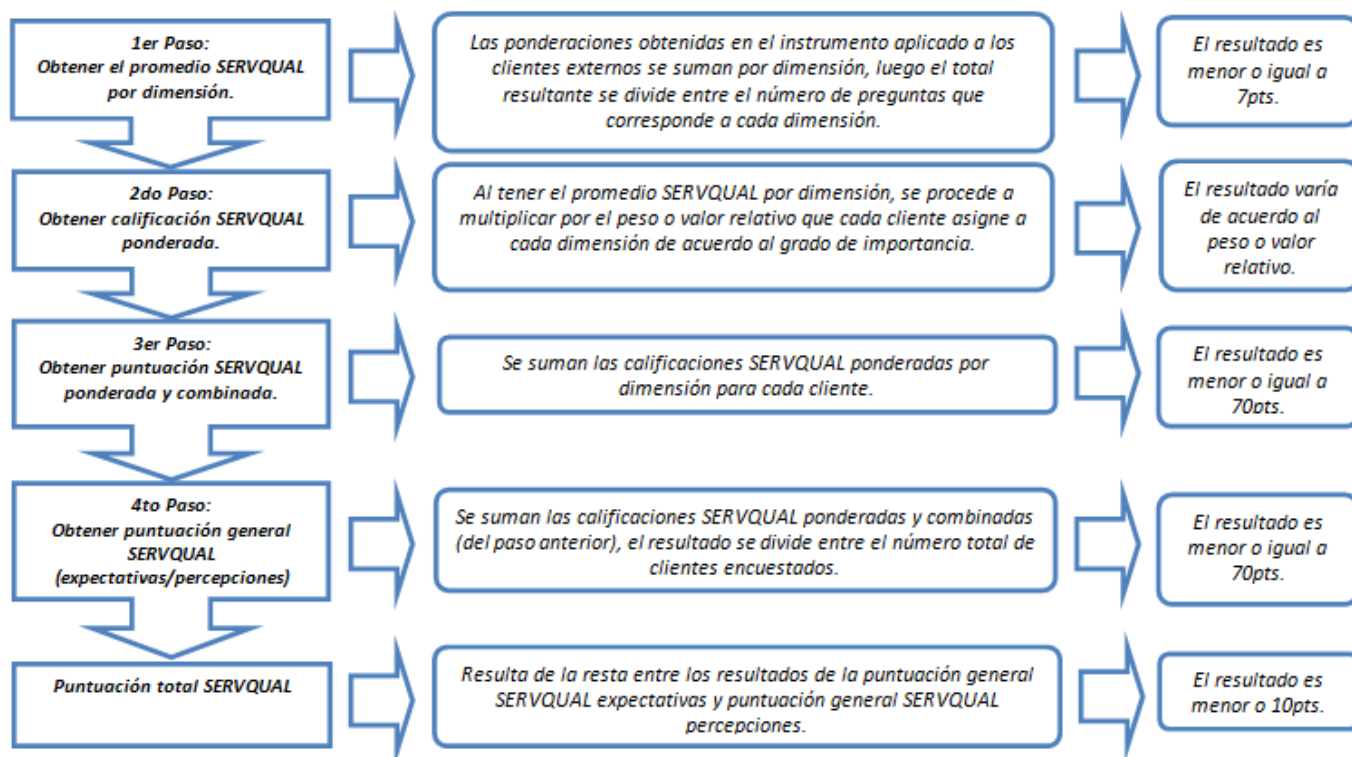 1er Paso:
Obtener el promedio SERVQUAL
por dimensión.
Las ponderaciones obtenidas en el instrumento aplicado a los
clientes externos se suman por dimensión, luego el total
resultante se divide entre el número de preguntas que
corresponde a cada dimensión.
El resultado es
menor o igual a
7pts.
2do Paso:
Obtener calificación SERVQUAL
ponderada.
Al tener el promedio SERVQUAL por dimensión, se procede a
multiplicar por el peso o valor relativo que cada cliente asigne a
cada dimensión de acuerdo al grado de importancia.
El resultado varía
de acuerdo al
peso o valor
relativo.
3er Paso:
Obtener puntuación SERVQUAL
ponderada y combinada.
Se suman las calificaciones SERVQUAL ponderadas por
dimensión para cada cliente.
El resultado es
menor o igual a
70pts.
4to Paso:
Obtener puntuación general
SERVQUAL
(expectativas/percepciones)
Se suman las calificaciones SERVQUAL ponderadas y combinadas
(del paso anterior), el resultado se divide entre el número total de
clientes encuestados.
El resultado es
menor o igual a
70pts.
Puntuación total SERVQUAL
Resulta de la resta entre los resultados de la puntuación general
SERVQUAL expectativas y puntuación general SERVQUAL
percepciones.
El resultado es
menor o 10pts.